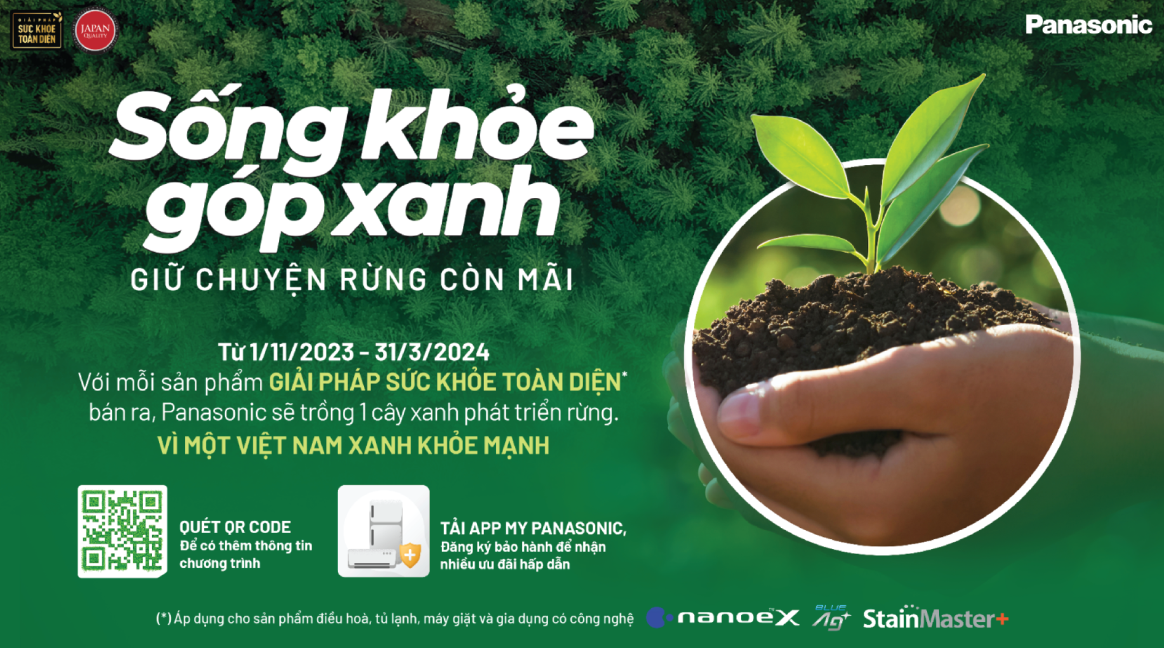 GIẢI PHÁP
SỨC KHỎE
TOÀN DIỆN
JAPAN
QUALITY
Panasonic
Sống khỏe
góp xanh
GIỮ CHUYỆN RỪNG CÒN MÃI
Từ 1/11/2023 - 31/3/2024
Với mỗi sản phẩm GIẢI PHÁP SỨC KHỎE TOÀN DIỆN*
bán ra, Panasonic sẽ trồng 1 cây xanh phát triển rừng.
VÌ MỘT VIỆT NAM XANH KHỎE MẠNH
QUÉT QR CODE
Để có thêm thông tin
chương trình
TẢI APP MY PANASONIC,
Đăng ký bảo hành để nhận
nhiều ưu đãi hấp dẫn
(*) Áp dụng cho sản phẩm điều hoà, tủ lạnh, máy giặt và gia dụng có công nghệ nanoe™X BLUE Ag+ StainMaster+